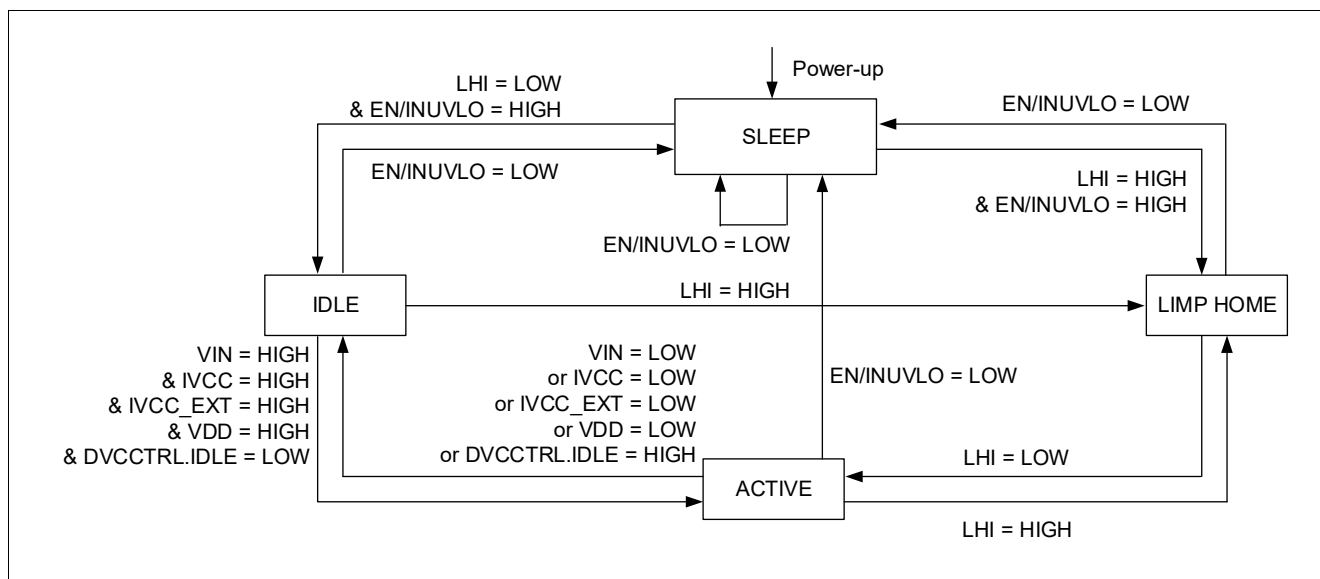 Power-up
LHI = LOW
& EN/INUVLO = HIGH
EN/INUVLO = LOW
SLEEP
EN/INUVLO = LOW
EN/INUVLO = LOW
LHI = HIGH
& EN/INUVLO = HIGH
IDLE
LHI = HIGH
LIMP HOME
VIN = HIGH
& IVCC = HIGH
& IVCC_EXT = HIGH
& VDD = HIGH
& DVCCTRL.IDLE = LOW
VIN = LOW
or IVCC = LOW
or IVCC_EXT = LOW
or VDD = LOW
or DVCCTRL.IDLE = HIGH
EN/INUVLO = LOW
ACTIVE
LHI = LOW
LHI = HIGH
EN/INUVLO = LOW